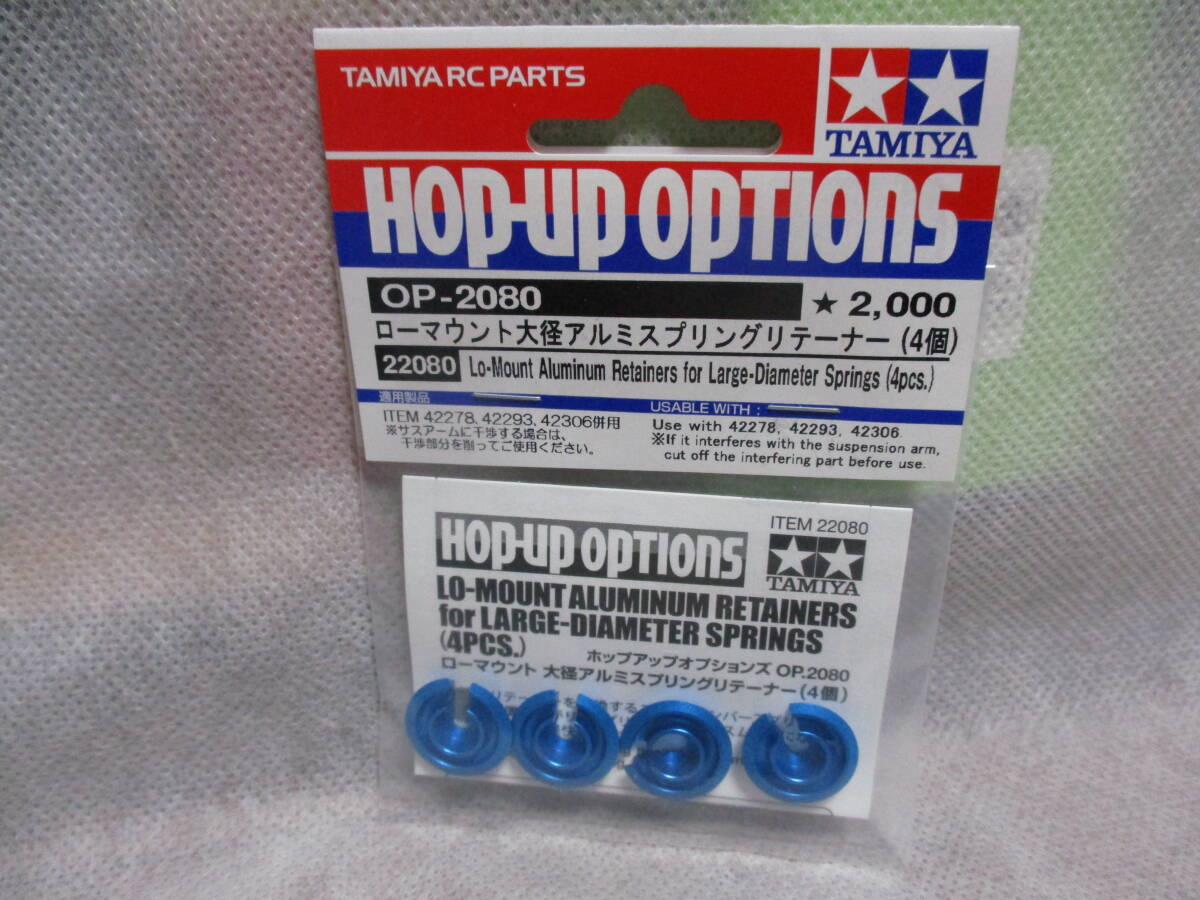 TAMIYA RC PARTS
TAMIYA
HOP-UP OPTIONS
OP-2080
★ 2,000
ローマウント大径アルミスプリングリテーナー (4個)
22080 Lo-Mount Aluminum Retainers for Large-Diameter Springs (4pcs.)
適用製品
ITEM 42278, 42293, 42306併用
※サスアームに干渉する場合は、
干渉部分を削ってご使用ください。
USABLE WITH :
Use with 42278, 42293, 42306.
※If it interferes with the suspension arm,
cut off the interfering part before use.
HOP-UP OPTIONS
ITEM 22080
TAMIYA
LO-MOUNT ALUMINUM RETAINERS
for LARGE-DIAMETER SPRINGS
(4PCS.)
ホップアップオプションズ OP.2080
ローマウント 大径アルミスプリングリテーナー (4個)